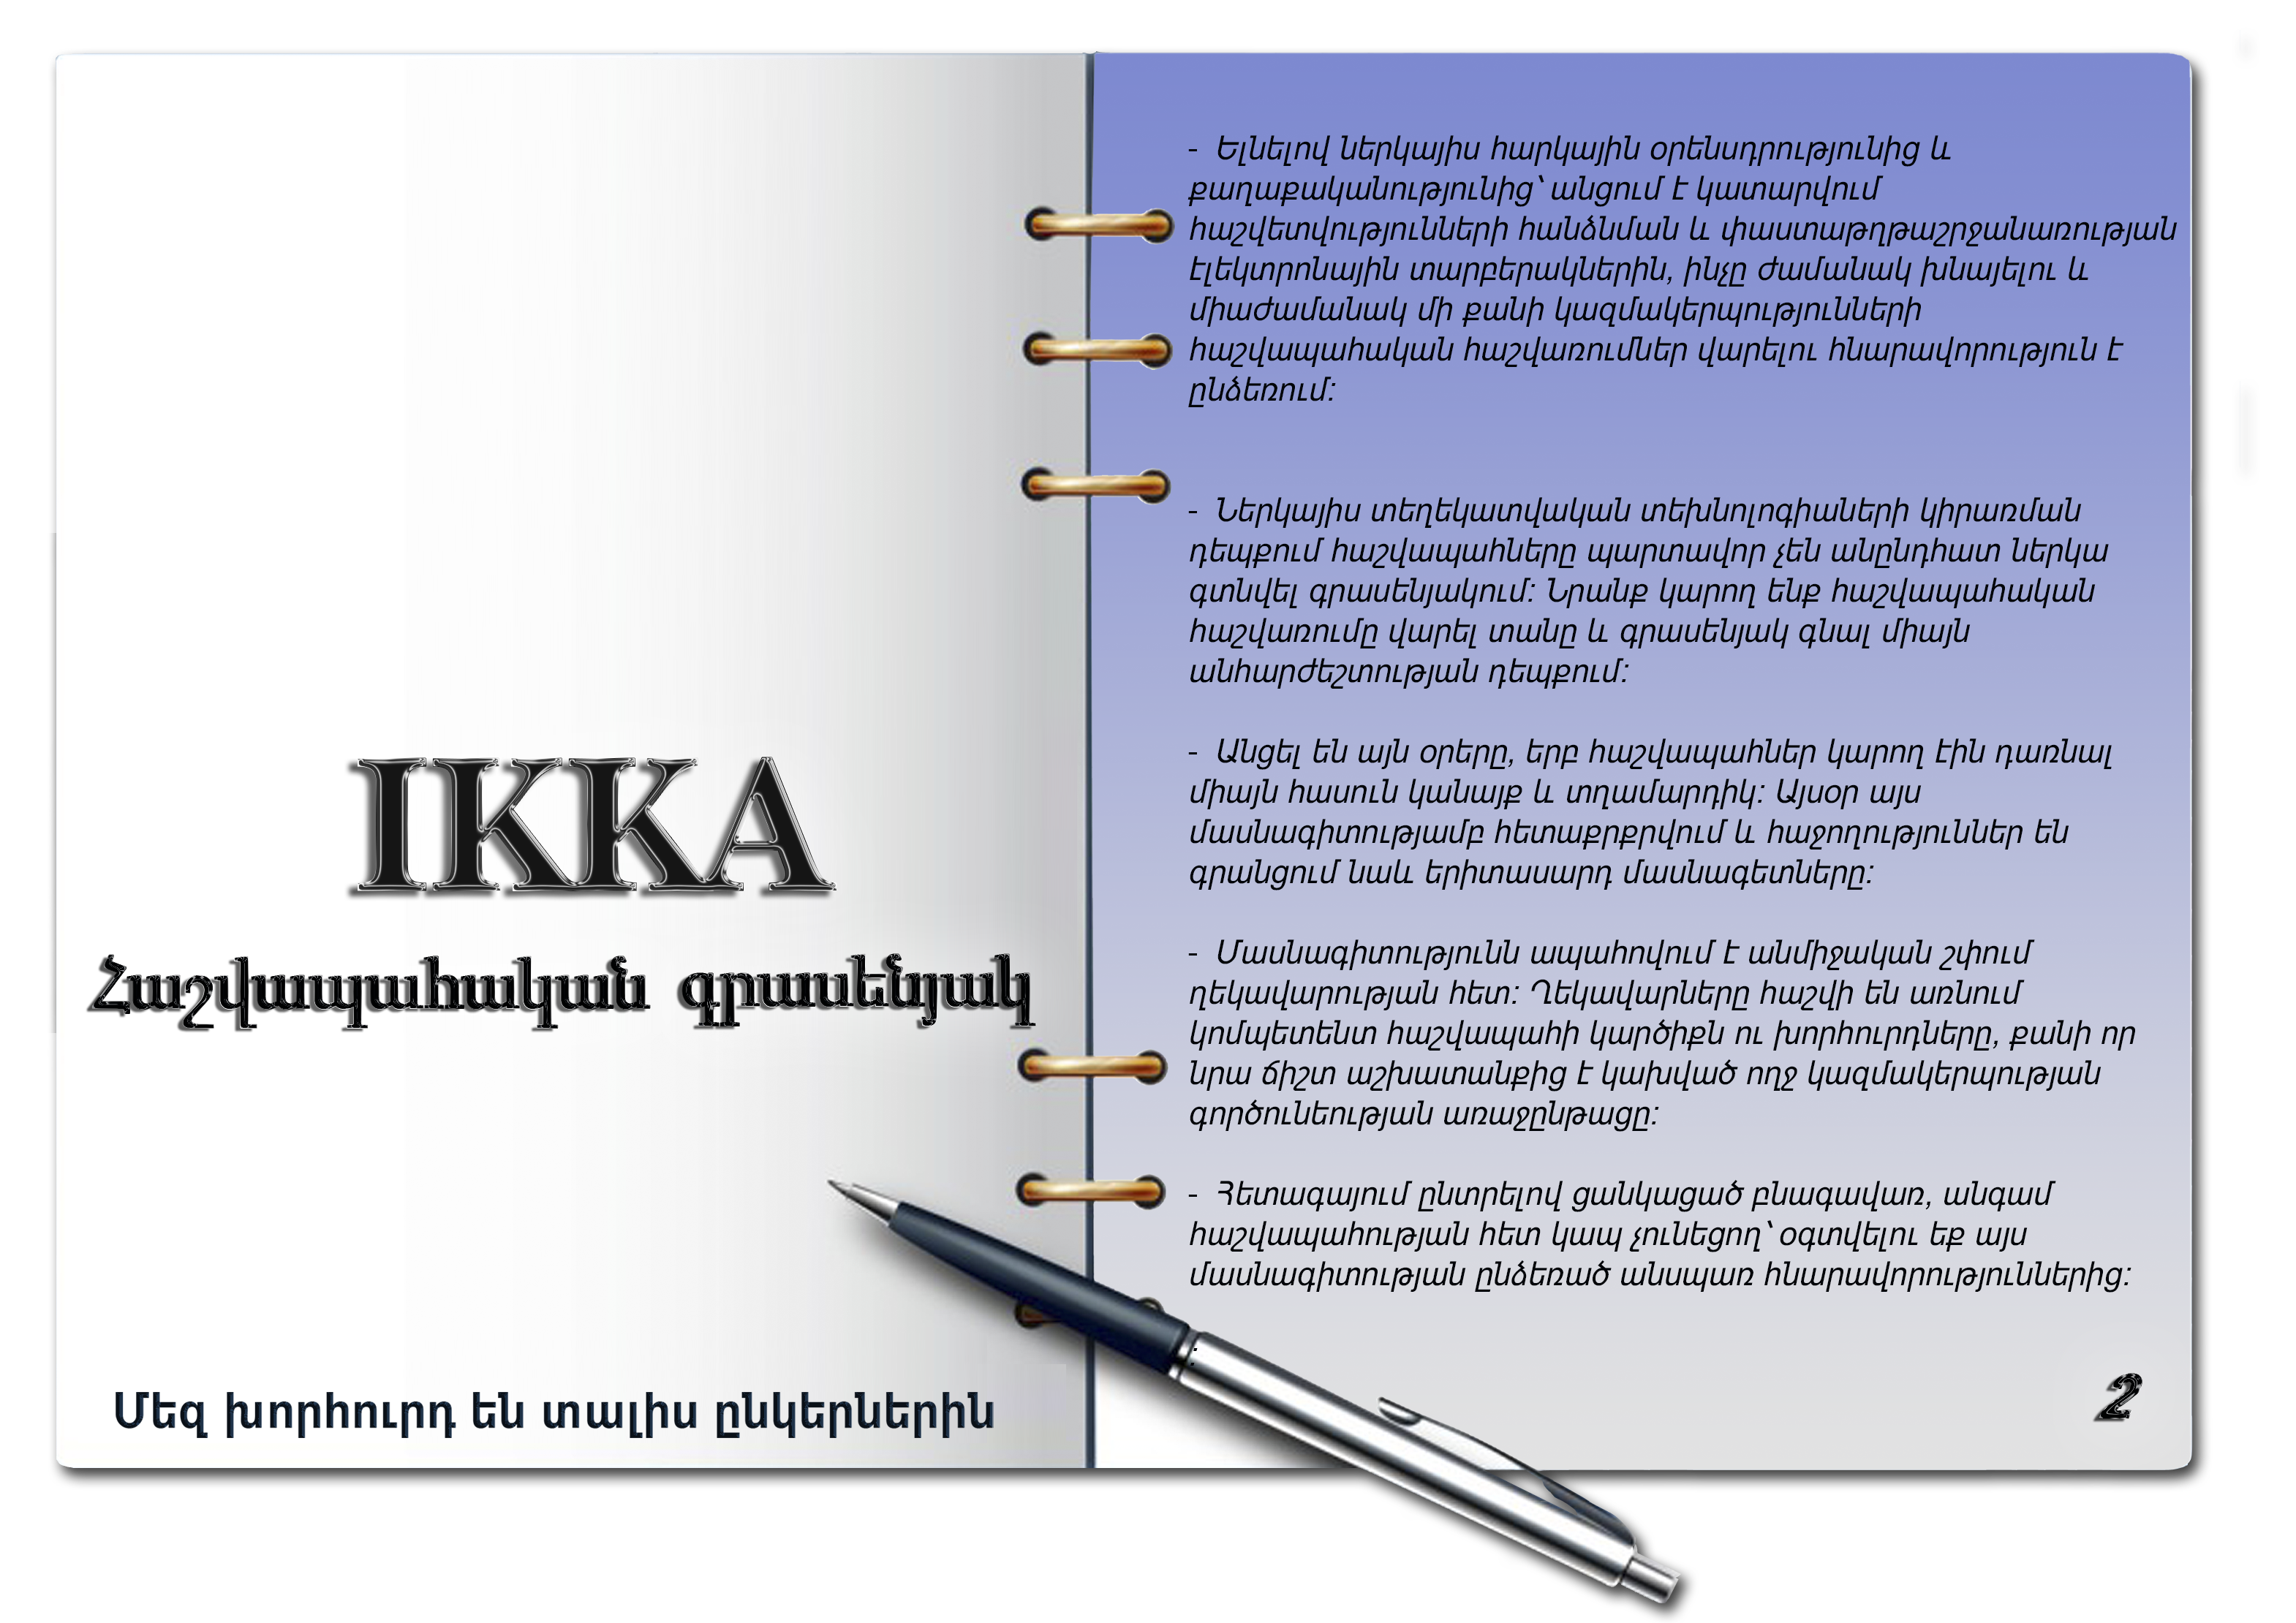 IKKA
Հաշվապահական գրասենյակ
Մեզ խորհուրդ են տալիս ընկերներին
- Ելնելով ներկայիս հարկային օրենսդրությունից և
քաղաքականությունից՝ անցում է կատարվում
հաշվետվությունների հանձնման և փաստաթղթաշրջանառության
էլեկտրոնային տարբերակներին, ինչը ժամանակ խնայելու և
միաժամանակ մի քանի կազմակերպությունների
հաշվապահական հաշվառումներ վարելու հնարավորություն է
ընձեռում:
- Ներկայիս տեղեկատվական տեխնոլոգիաների կիրառման
դեպքում հաշվապահները պարտավոր չեն անընդհատ ներկա
գտնվել գրասենյակում: Նրանք կարող ենք հաշվապահական
հաշվառումը վարել տանը և գրասենյակ գնալ միայն
անհարժեշտության դեպքում:
- Անցել են այն օրերը, երբ հաշվապահներ կարող էին դառնալ
միայն հասուն կանայք և տղամարդիկ: Այսօր այս
մասնագիտությամբ հետաքրքրվում և հաջողություններ են
գրանցում նաև երիտասարդ մասնագետները:
- Մասնագիտությունն ապահովում է անմիջական շփում
ղեկավարության հետ: Ղեկավարները հաշվի են առնում
կոմպետենտ հաշվապահի կարծիքն ու խորհուրդները, քանի որ
նրա ճիշտ աշխատանքից է կախված ողջ կազմակերպության
գործունեության առաջընթացը:
- Հետագայում ընտրելով ցանկացած բնագավառ, անգամ
հաշվապահության հետ կապ չունեցող՝ օգտվելու եք այս
մասնագիտության ընձեռած անսպառ հնարավորություններից:
2